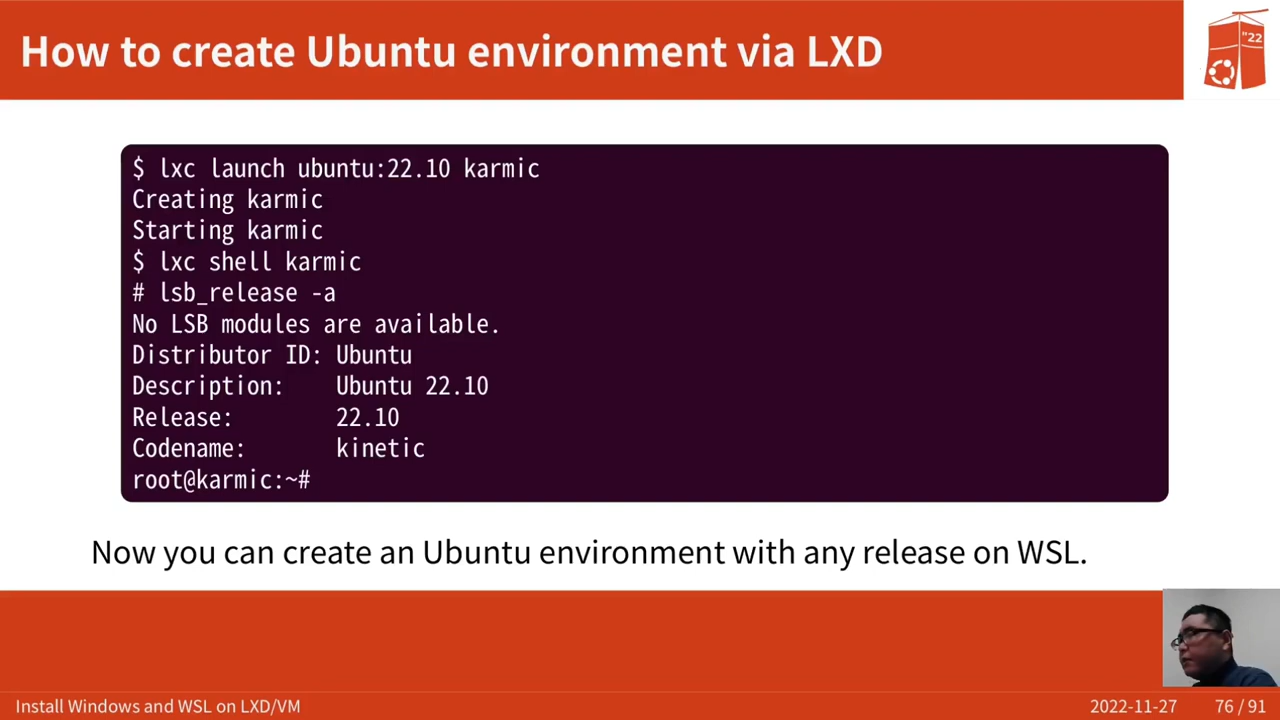 How to create Ubuntu environment via LXD
"22
$ lxc launch ubuntu:22.10 karmic
Creating karmic
Starting karmic
$ lxc shell karmic
# lsb_release -a
No LSB modules are available.
Distributor ID: Ubuntu
Description:    Ubuntu 22.10
Release:        22.10
Codename:       kinetic
root@karmic:~#
Now you can create an Ubuntu environment with any release on WSL.
Install Windows and WSL on LXD/VM
2022-11-27
76 / 91